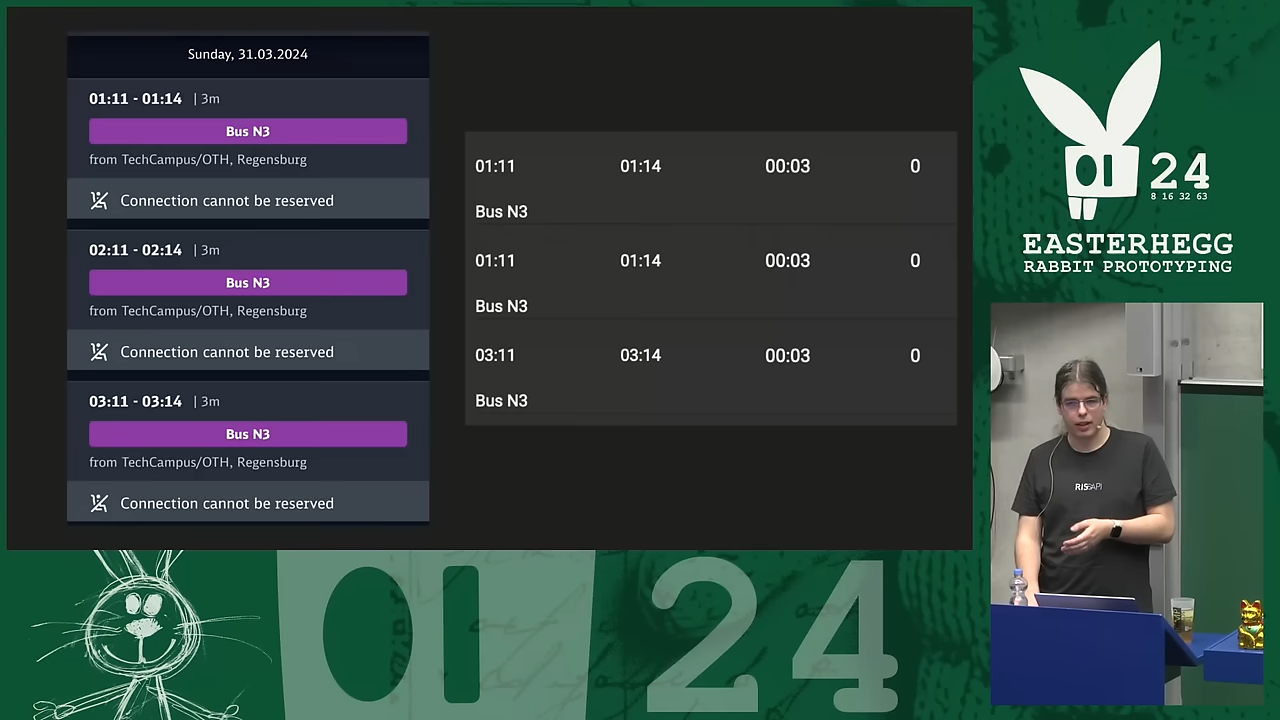 Sunday, 31.03.2024
01:11 - 01:14 | 3m
Bus N3
from TechCampus/OTH, Regensburg
Connection cannot be reserved
02:11 - 02:14 | 3m
Bus N3
from TechCampus/OTH, Regensburg
Connection cannot be reserved
03:11 - 03:14 | 3m
Bus N3
from TechCampus/OTH, Regensburg
Connection cannot be reserved
01:11 01:14 00:03 0
Bus N3
01:11 01:14 00:03 0
Bus N3
03:11 03:14 00:03 0
Bus N3
24
8 16 32 63
EASTERHEGG
RABBIT PROTOTYPING
RIS::API
24